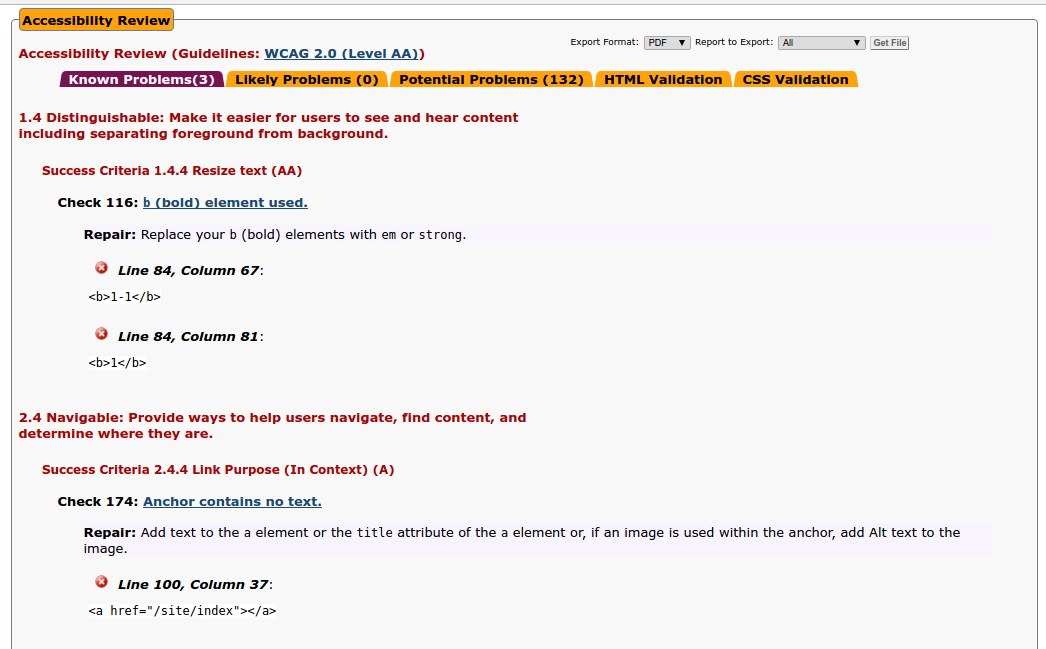 Accessibility Review
Accessibility Review (Guidelines: WCAG 2.0 (Level AA))
Export Format: PDF ▼ Report to Export: All ▼ Get File
Known Problems(3) Likely Problems (0) Potential Problems (132) HTML Validation CSS Validation
1.4 Distinguishable: Make it easier for users to see and hear content
including separating foreground from background.
Success Criteria 1.4.4 Resize text (AA)
Check 116: b (bold) element used.
Repair: Replace your b (bold) elements with em or strong.
Line 84, Column 67:
<b>1-1</b>
Line 84, Column 81:
<b>1</b>
2.4 Navigable: Provide ways to help users navigate, find content, and
determine where they are.
Success Criteria 2.4.4 Link Purpose (In Context) (A)
Check 174: Anchor contains no text.
Repair: Add text to the a element or the title attribute of the a element or, if an image is used within the anchor, add Alt text to the
image.
Line 100, Column 37:
<a href="/site/index"></a>